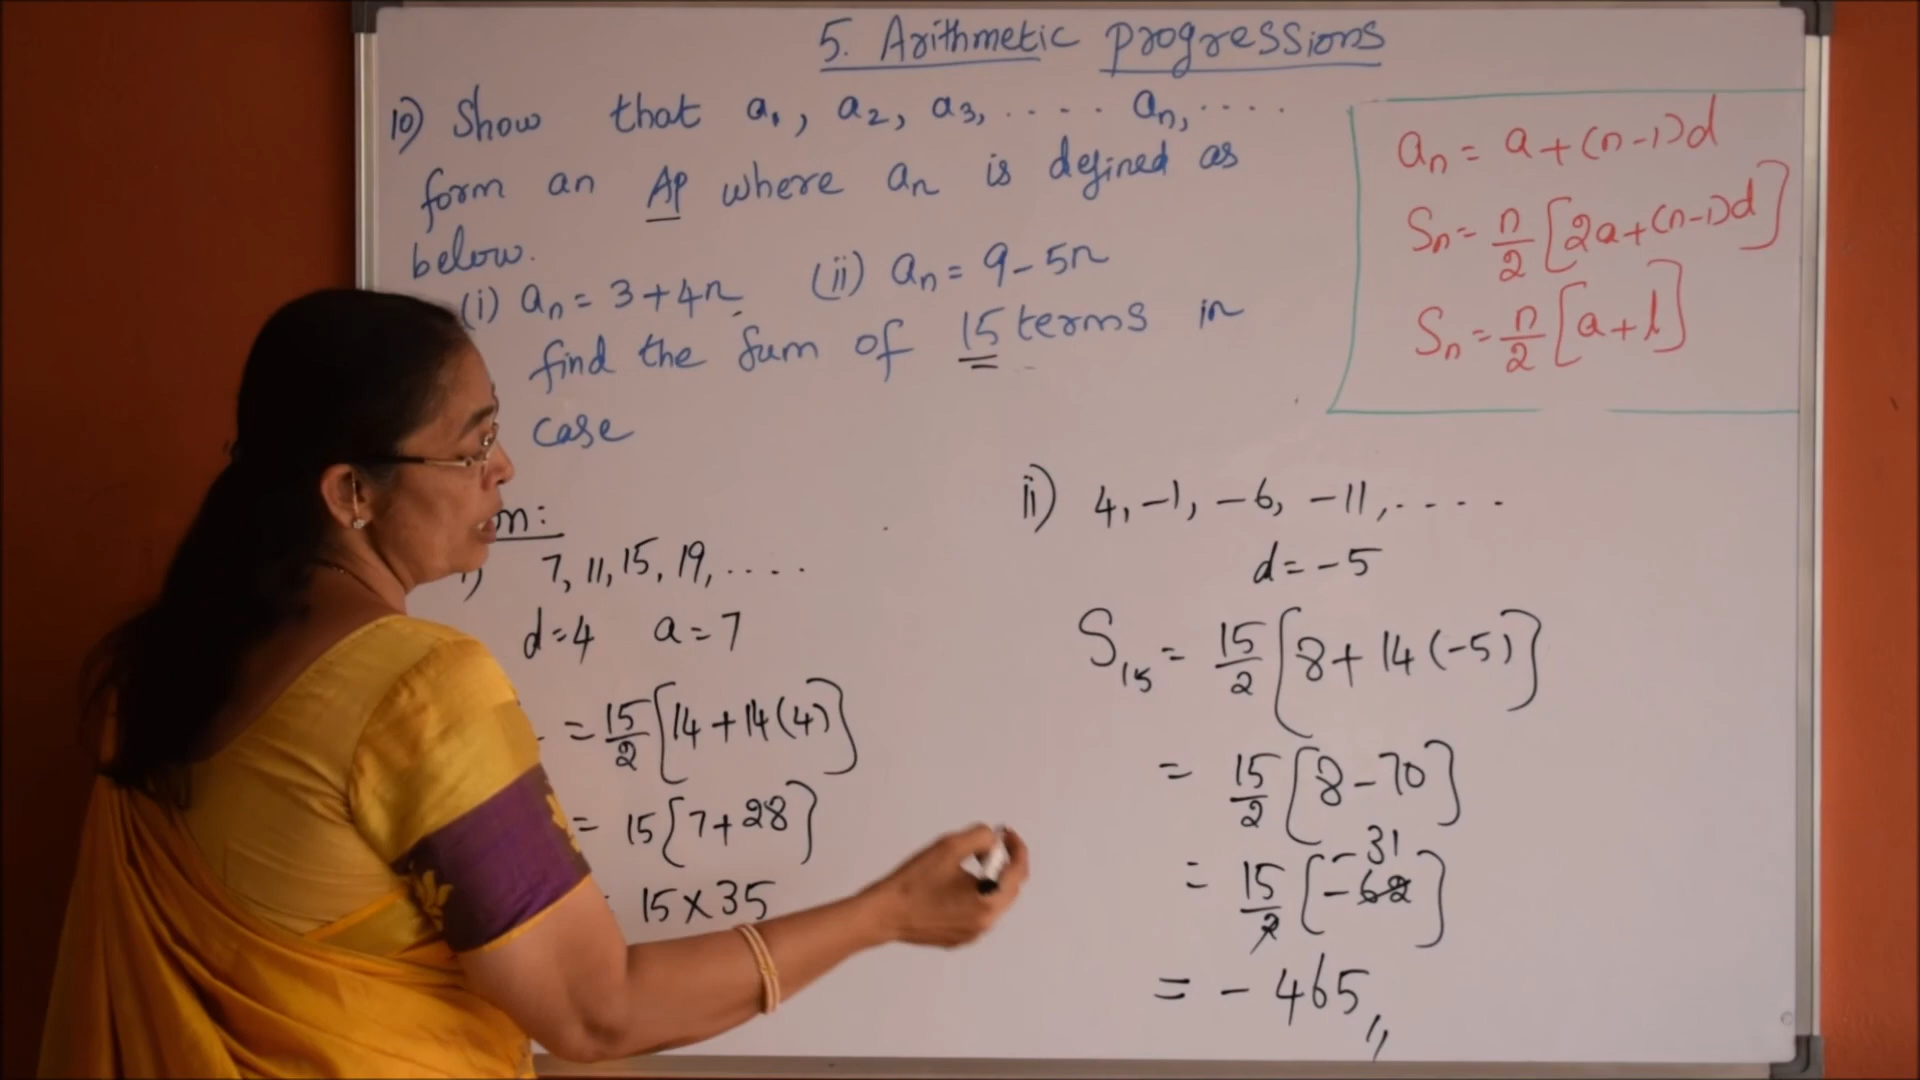 5. Arithmetic progressions
10) Show that a₁, a₂, a₃, ..... aₙ, .....
form an AP where aₙ is defined as
below.
(i) aₙ = 3+4n (ii) aₙ = 9-5n
find the sum of 15 terms in
case
aₙ = a+(n-1)d
Sₙ = n/2 [2a+(n-1)d]
Sₙ = n/2 [a+l]
n:
7, 11, 15, 19, .....
d=4 a=7
= 15/2 [14+14(4)]
= 15[7+28]
15×35
ii) 4, -1, -6, -11, .....
d = -5
S₁₅ = 15/2 [8+14(-5)]
= 15/2 [8-70]
-31
= 15/2 [-62]
= -465,,